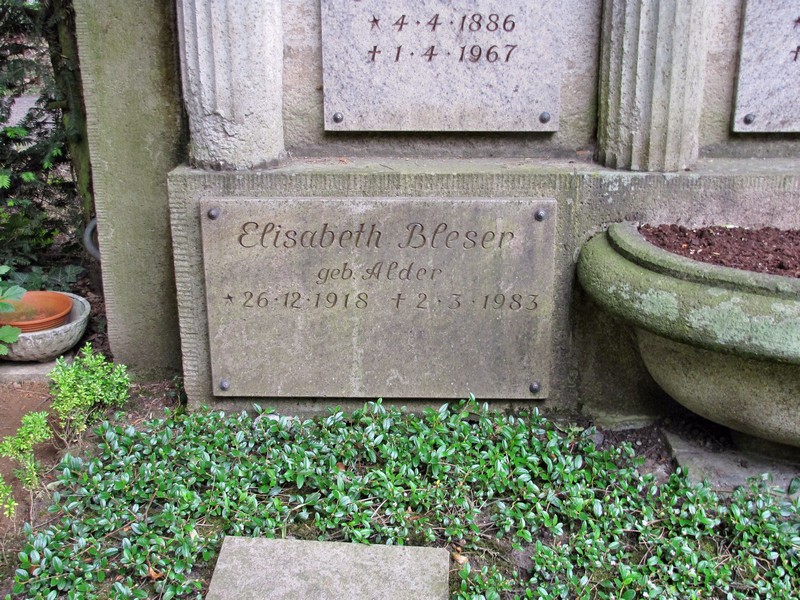 * 4·4·1886
† 1·4·1967
Elisabeth Bleser
geb. Alder
* 26·12·1918 † 2·3·1983